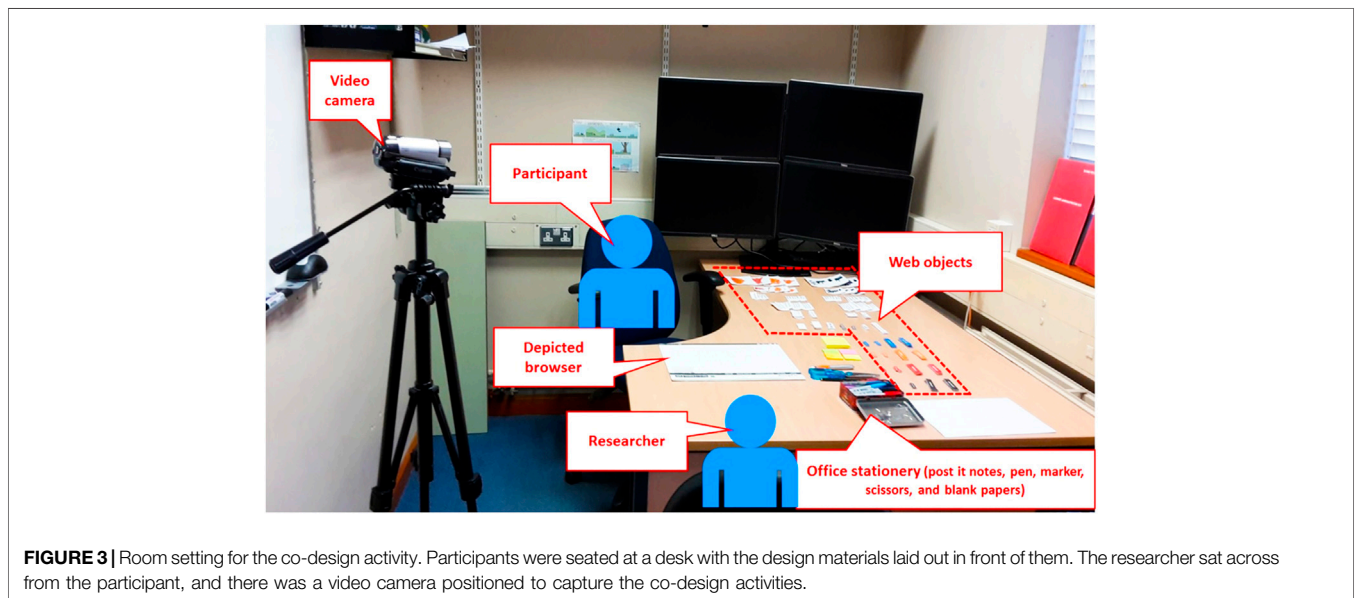 Video
camera
Participant
Web objects
Depicted
browser
Researcher
Office stationery (post it notes, pen, marker,
scissors, and blank papers)
FIGURE 3 | Room setting for the co-design activity. Participants were seated at a desk with the design materials laid out in front of them. The researcher sat across
from the participant, and there was a video camera positioned to capture the co-design activities.